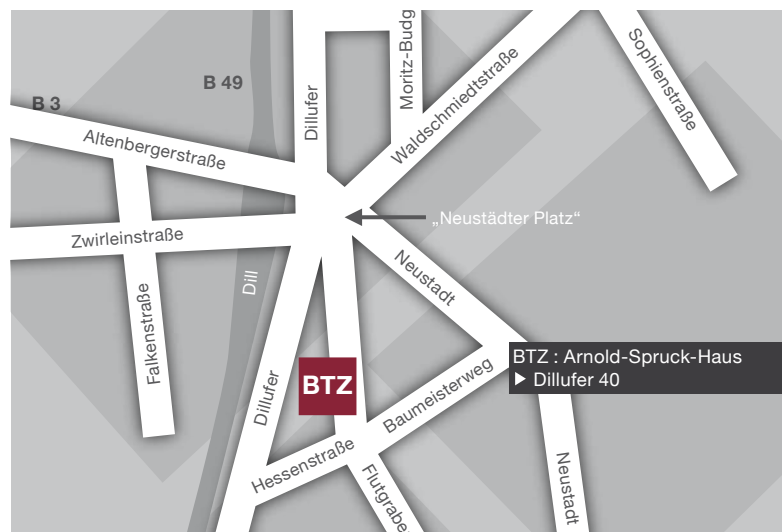 B 3
B 49
Dillufer
Moritz-Budg
Waldschmiedtstraße
Sophienstraße
Altenbergerstraße
„Neustädter Platz“
Zwirleinstraße
Dill
Neustadt
Falkenstraße
BTZ : Arnold-Spruck-Haus
▶ Dillufer 40
BTZ
Dillufer
Baumeisterweg
Hessenstraße
Flutgrabe
Neustadt